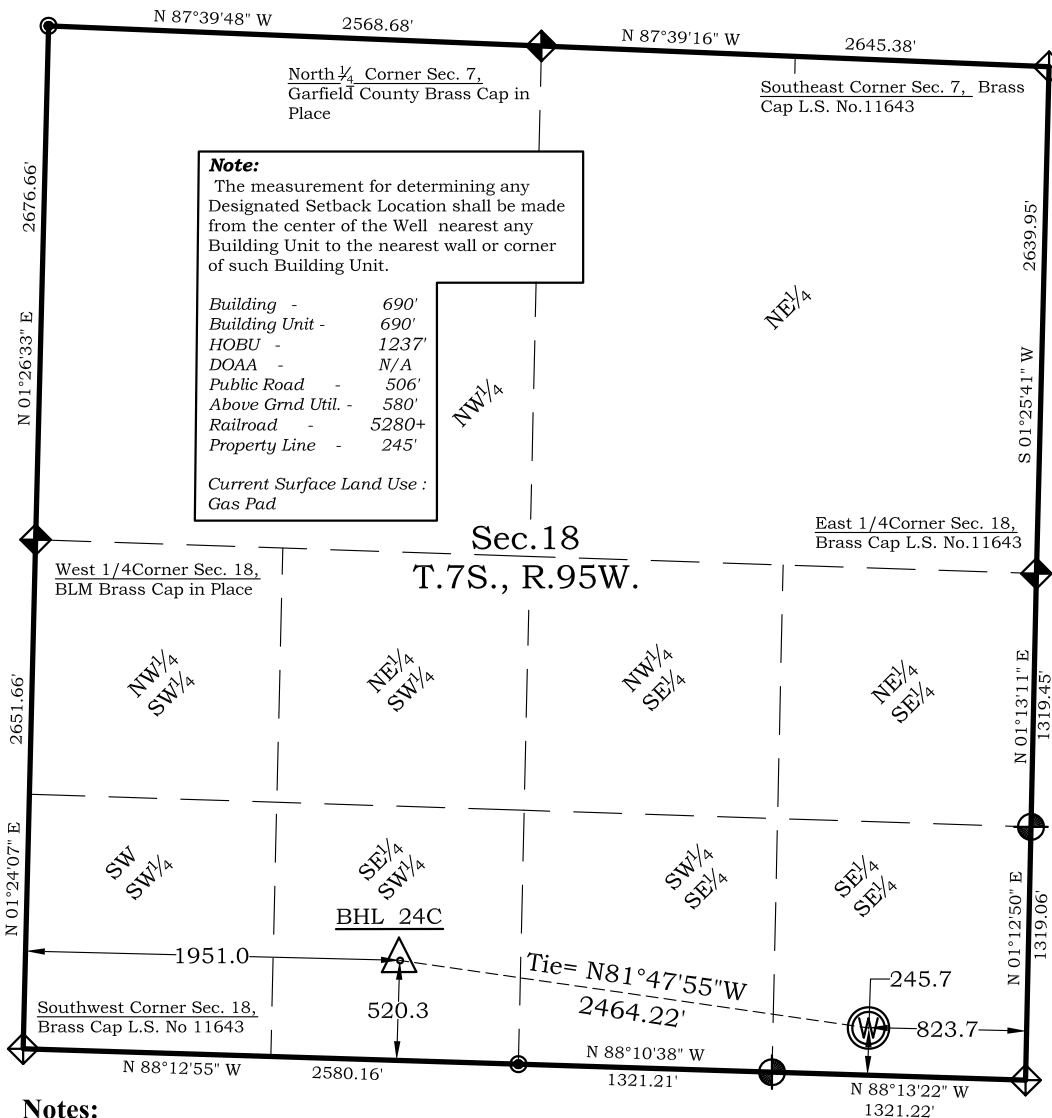 N 87°39'48" W
2568.68'
N 87°39'16" W
2645.38'
North 1/4 Corner Sec. 7,
Garfield County Brass Cap in
Place
Southeast Corner Sec. 7, Brass
Cap L.S. No.11643
2676.66'
N 01°26'33" E
Note:
The measurement for determining any
Designated Setback Location shall be made
from the center of the Well nearest any
Building Unit to the nearest wall or corner
of such Building Unit.
Building - 690'
Building Unit - 690'
HOBU - 1237'
DOAA - N/A
Public Road - 506'
Above Grnd Util. - 580'
Railroad - 5280+
Property Line - 245'
Current Surface Land Use :
Gas Pad
NW1/4
NE1/4
2639.95'
S 01°25'41" W
East 1/4Corner Sec. 18,
Brass Cap L.S. No.11643
Sec.18
T.7S., R.95W.
West 1/4Corner Sec. 18,
BLM Brass Cap in Place
2651.66'
N 01°24'07" E
NW1/4
SW1/4
NE1/4
SW1/4
NW1/4
SE1/4
NE1/4
SE1/4
N 01°13'11" E
1319.45'
SW
SW1/4
SE1/4
SW1/4
SW1/4
SE1/4
SE1/4
SE1/4
N 01°12'50" E
1319.06'
BHL 24C
1951.0
520.3
Tie= N81°47'55"W
2464.22'
245.7
W
823.7
Southwest Corner Sec. 18,
Brass Cap L.S. No 11643
N 88°12'55" W
2580.16'
N 88°10'38" W
1321.21'
N 88°13'22" W
1321.22'
Notes: